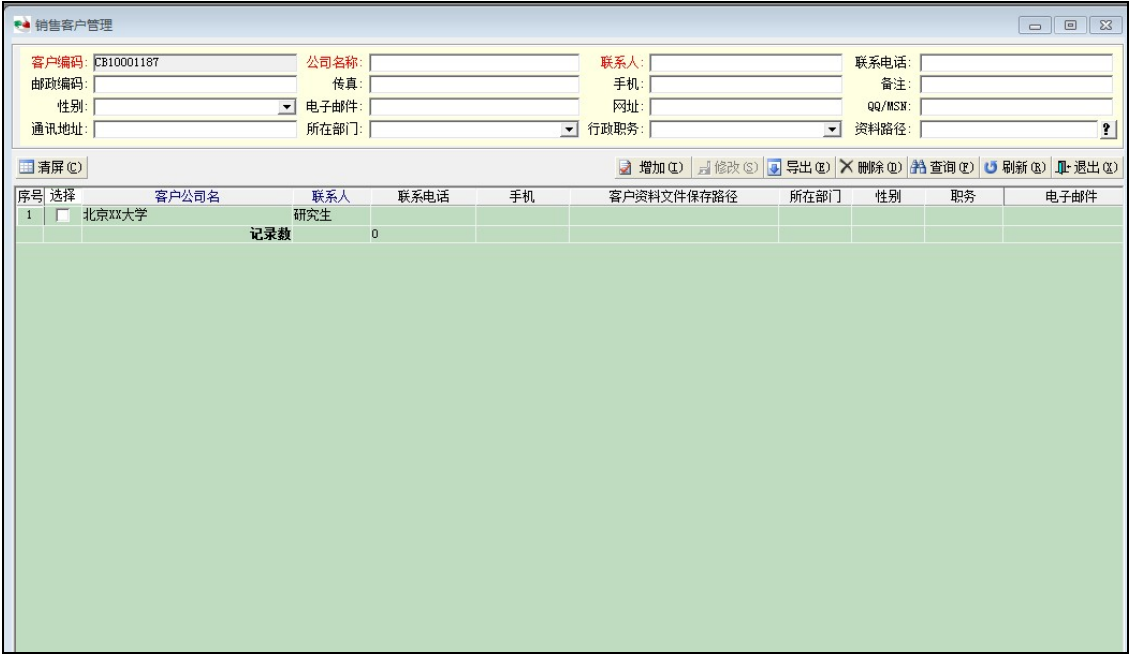 销售客户管理
客户编码: CB10001187 公司名称: 联系人: 联系电话:
邮政编码: 传真: 手机: 备注:
性别: 电子邮件: 网址: QQ/MSN:
通讯地址: 所在部门: 行政职务: 资料路径: ?
清屏(C) 增加(I) 修改(S) 导出(E) 删除(D) 查询(F) 刷新(R) 退出(X)
序号 选择 客户公司名 联系人 联系电话 手机 客户资料文件保存路径 所在部门 性别 职务 电子邮件
1 北京XX大学 研究生
记录数 0